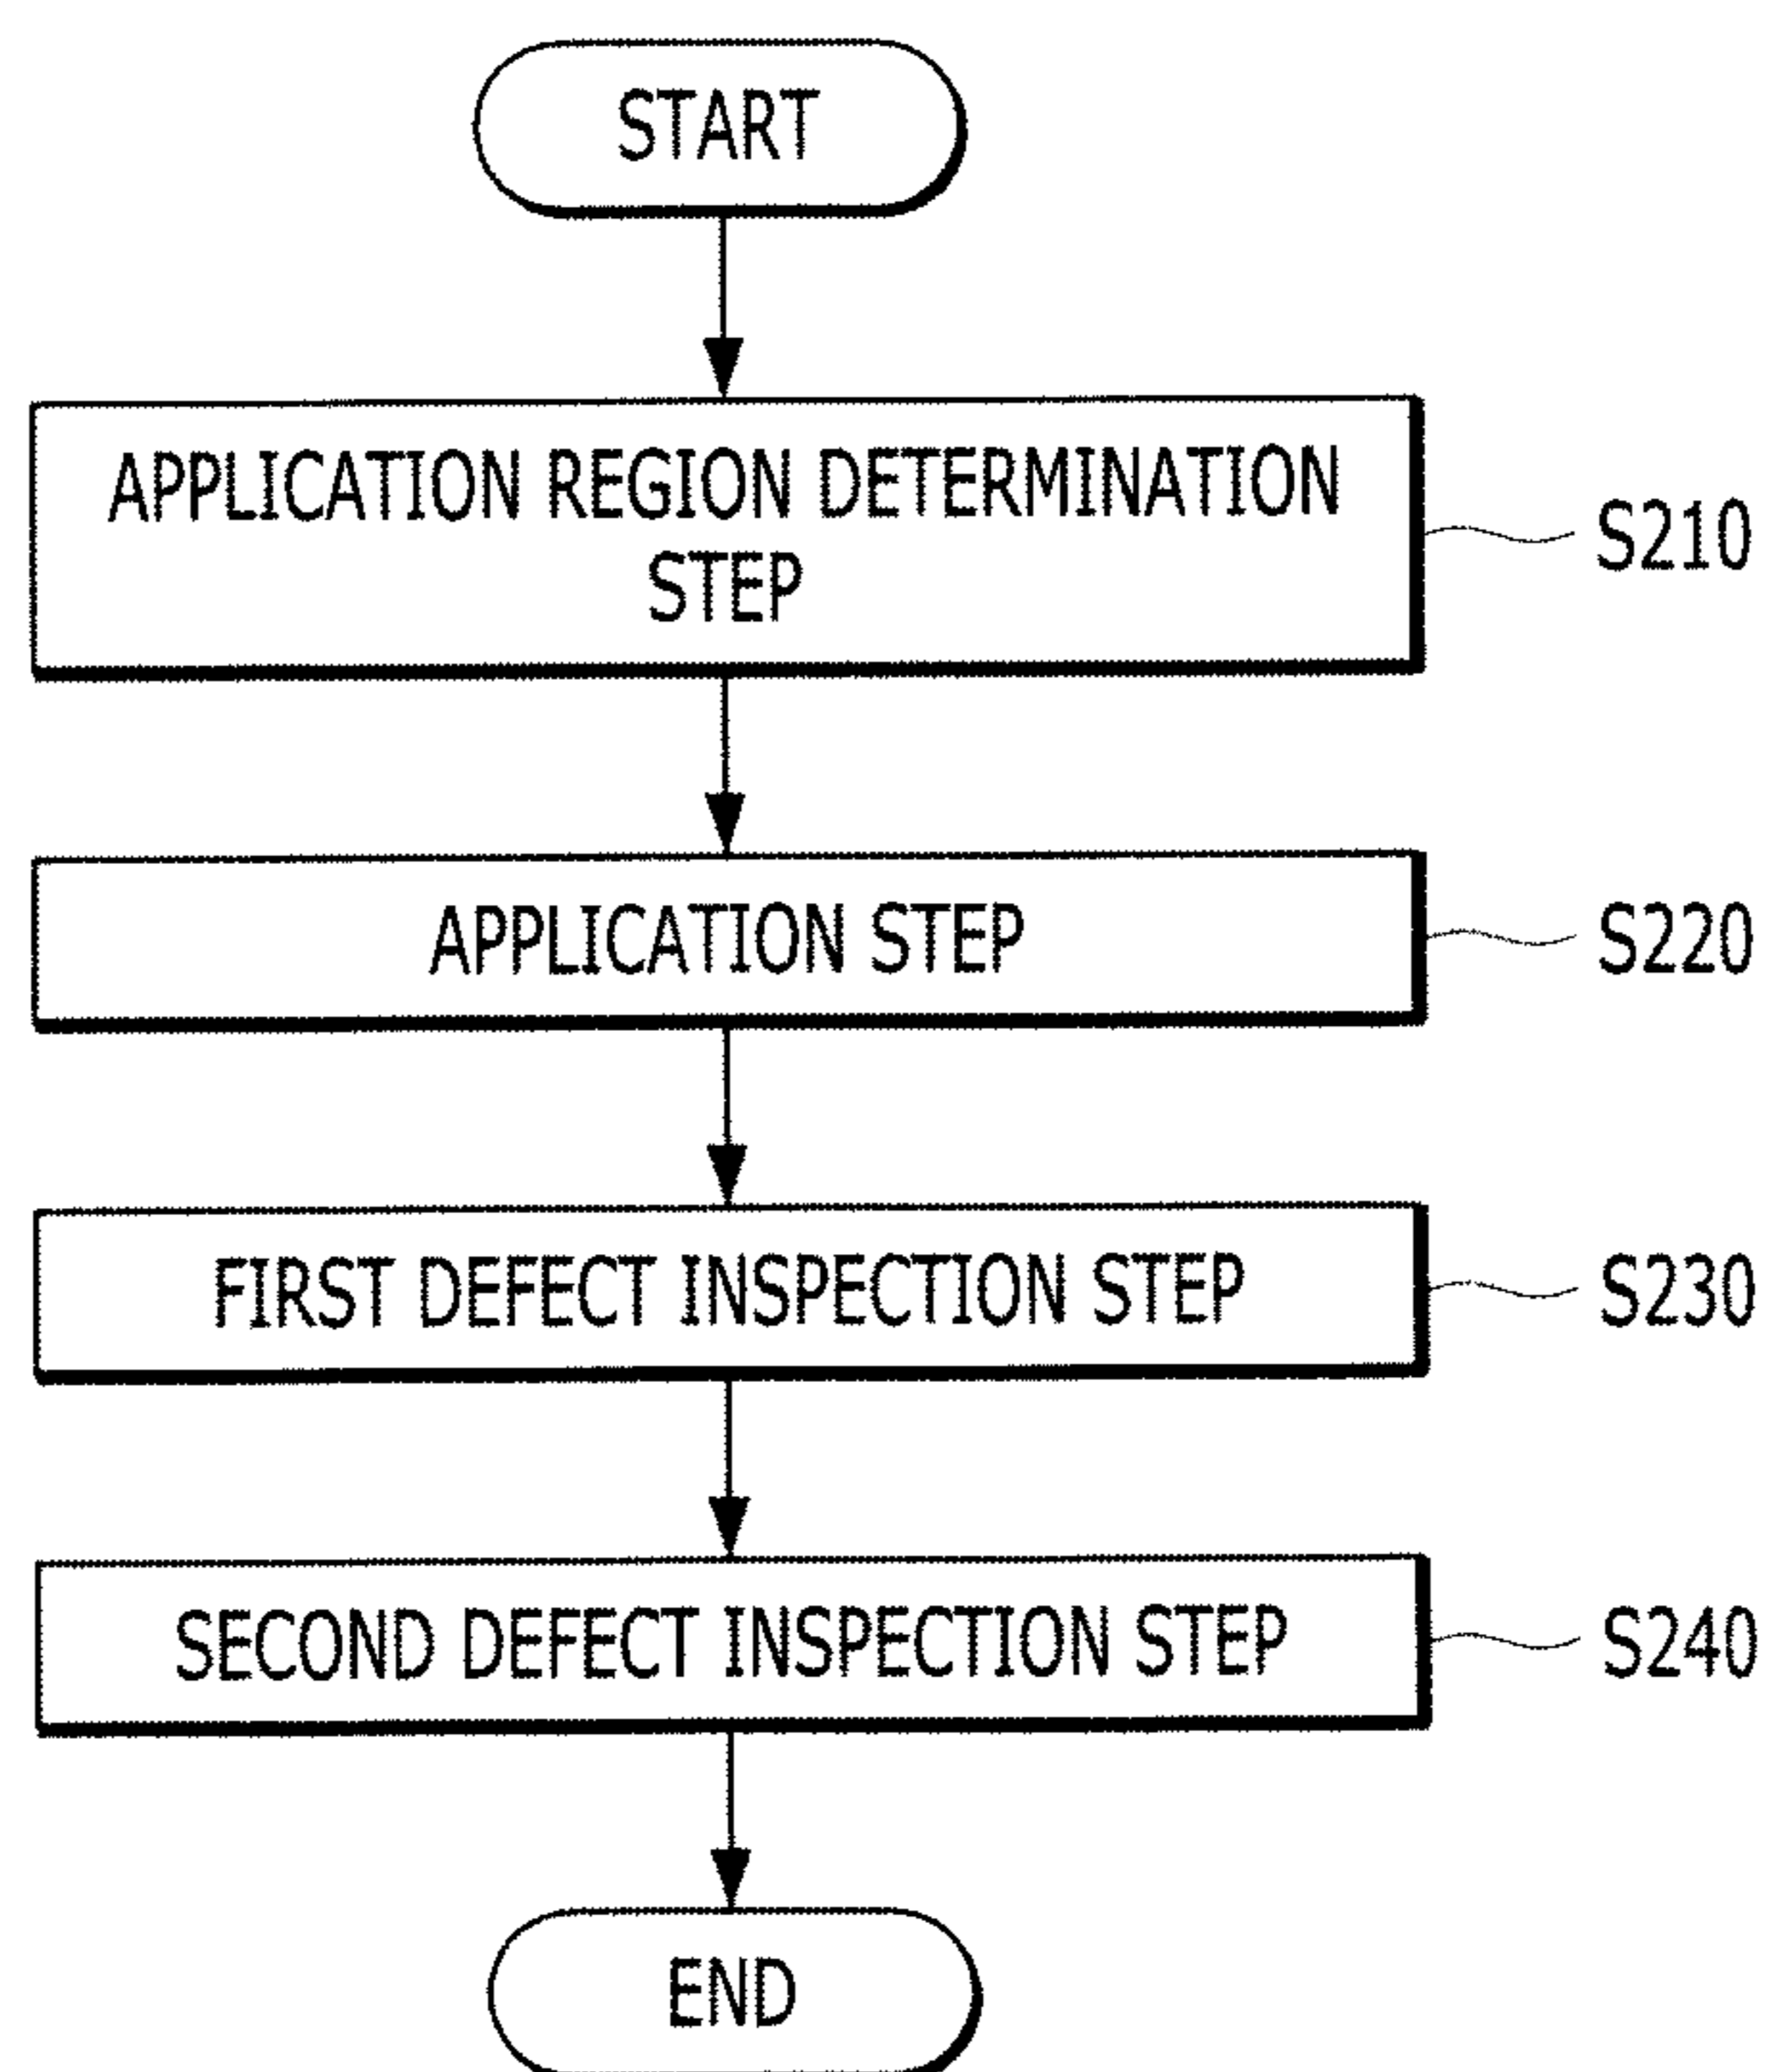 START
APPLICATION REGION DETERMINATION
STEP
S210
APPLICATION STEP
S220
FIRST DEFECT INSPECTION STEP
S230
SECOND DEFECT INSPECTION STEP
S240
END